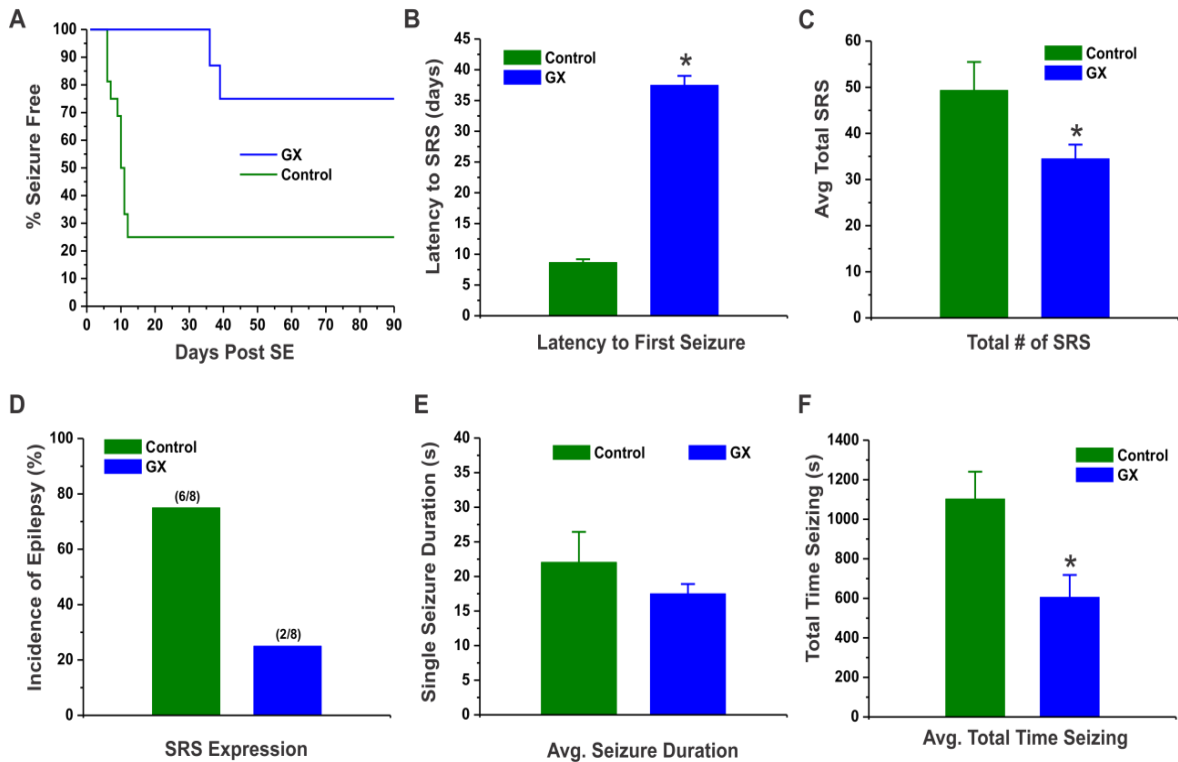 A
% Seizure Free
100
90
80
70
60
50
40
30
20
10
0
GX
Control
0 10 20 30 40 50 60 70 80 90
Days Post SE
B
Latency to SRS (days)
45
40
35
30
25
20
15
10
5
0
Control
GX
*
Latency to First Seizure
C
Avg Total SRS
60
50
40
30
20
10
0
Control
GX
*
Total # of SRS
D
Incidence of Epilepsy (%)
100
80
60
40
20
0
Control
GX
(6/8)
(2/8)
SRS Expression
E
Single Seizure Duration (s)
40
35
30
25
20
15
10
5
0
Control GX
Avg. Seizure Duration
F
Total Time Seizing (s)
1400
1200
1000
800
600
400
200
0
Control
GX
*
Avg. Total Time Seizing